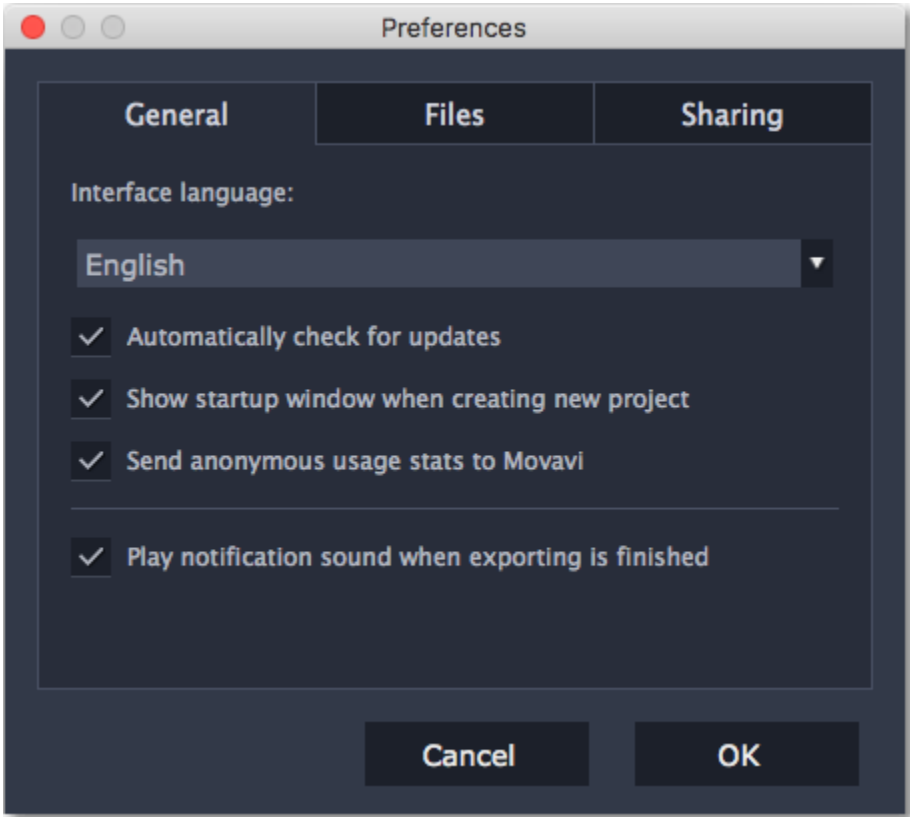 Preferences
General
Files
Sharing
Interface language:
English
Automatically check for updates
Show startup window when creating new project
Send anonymous usage stats to Movavi
Play notification sound when exporting is finished
Cancel
OK